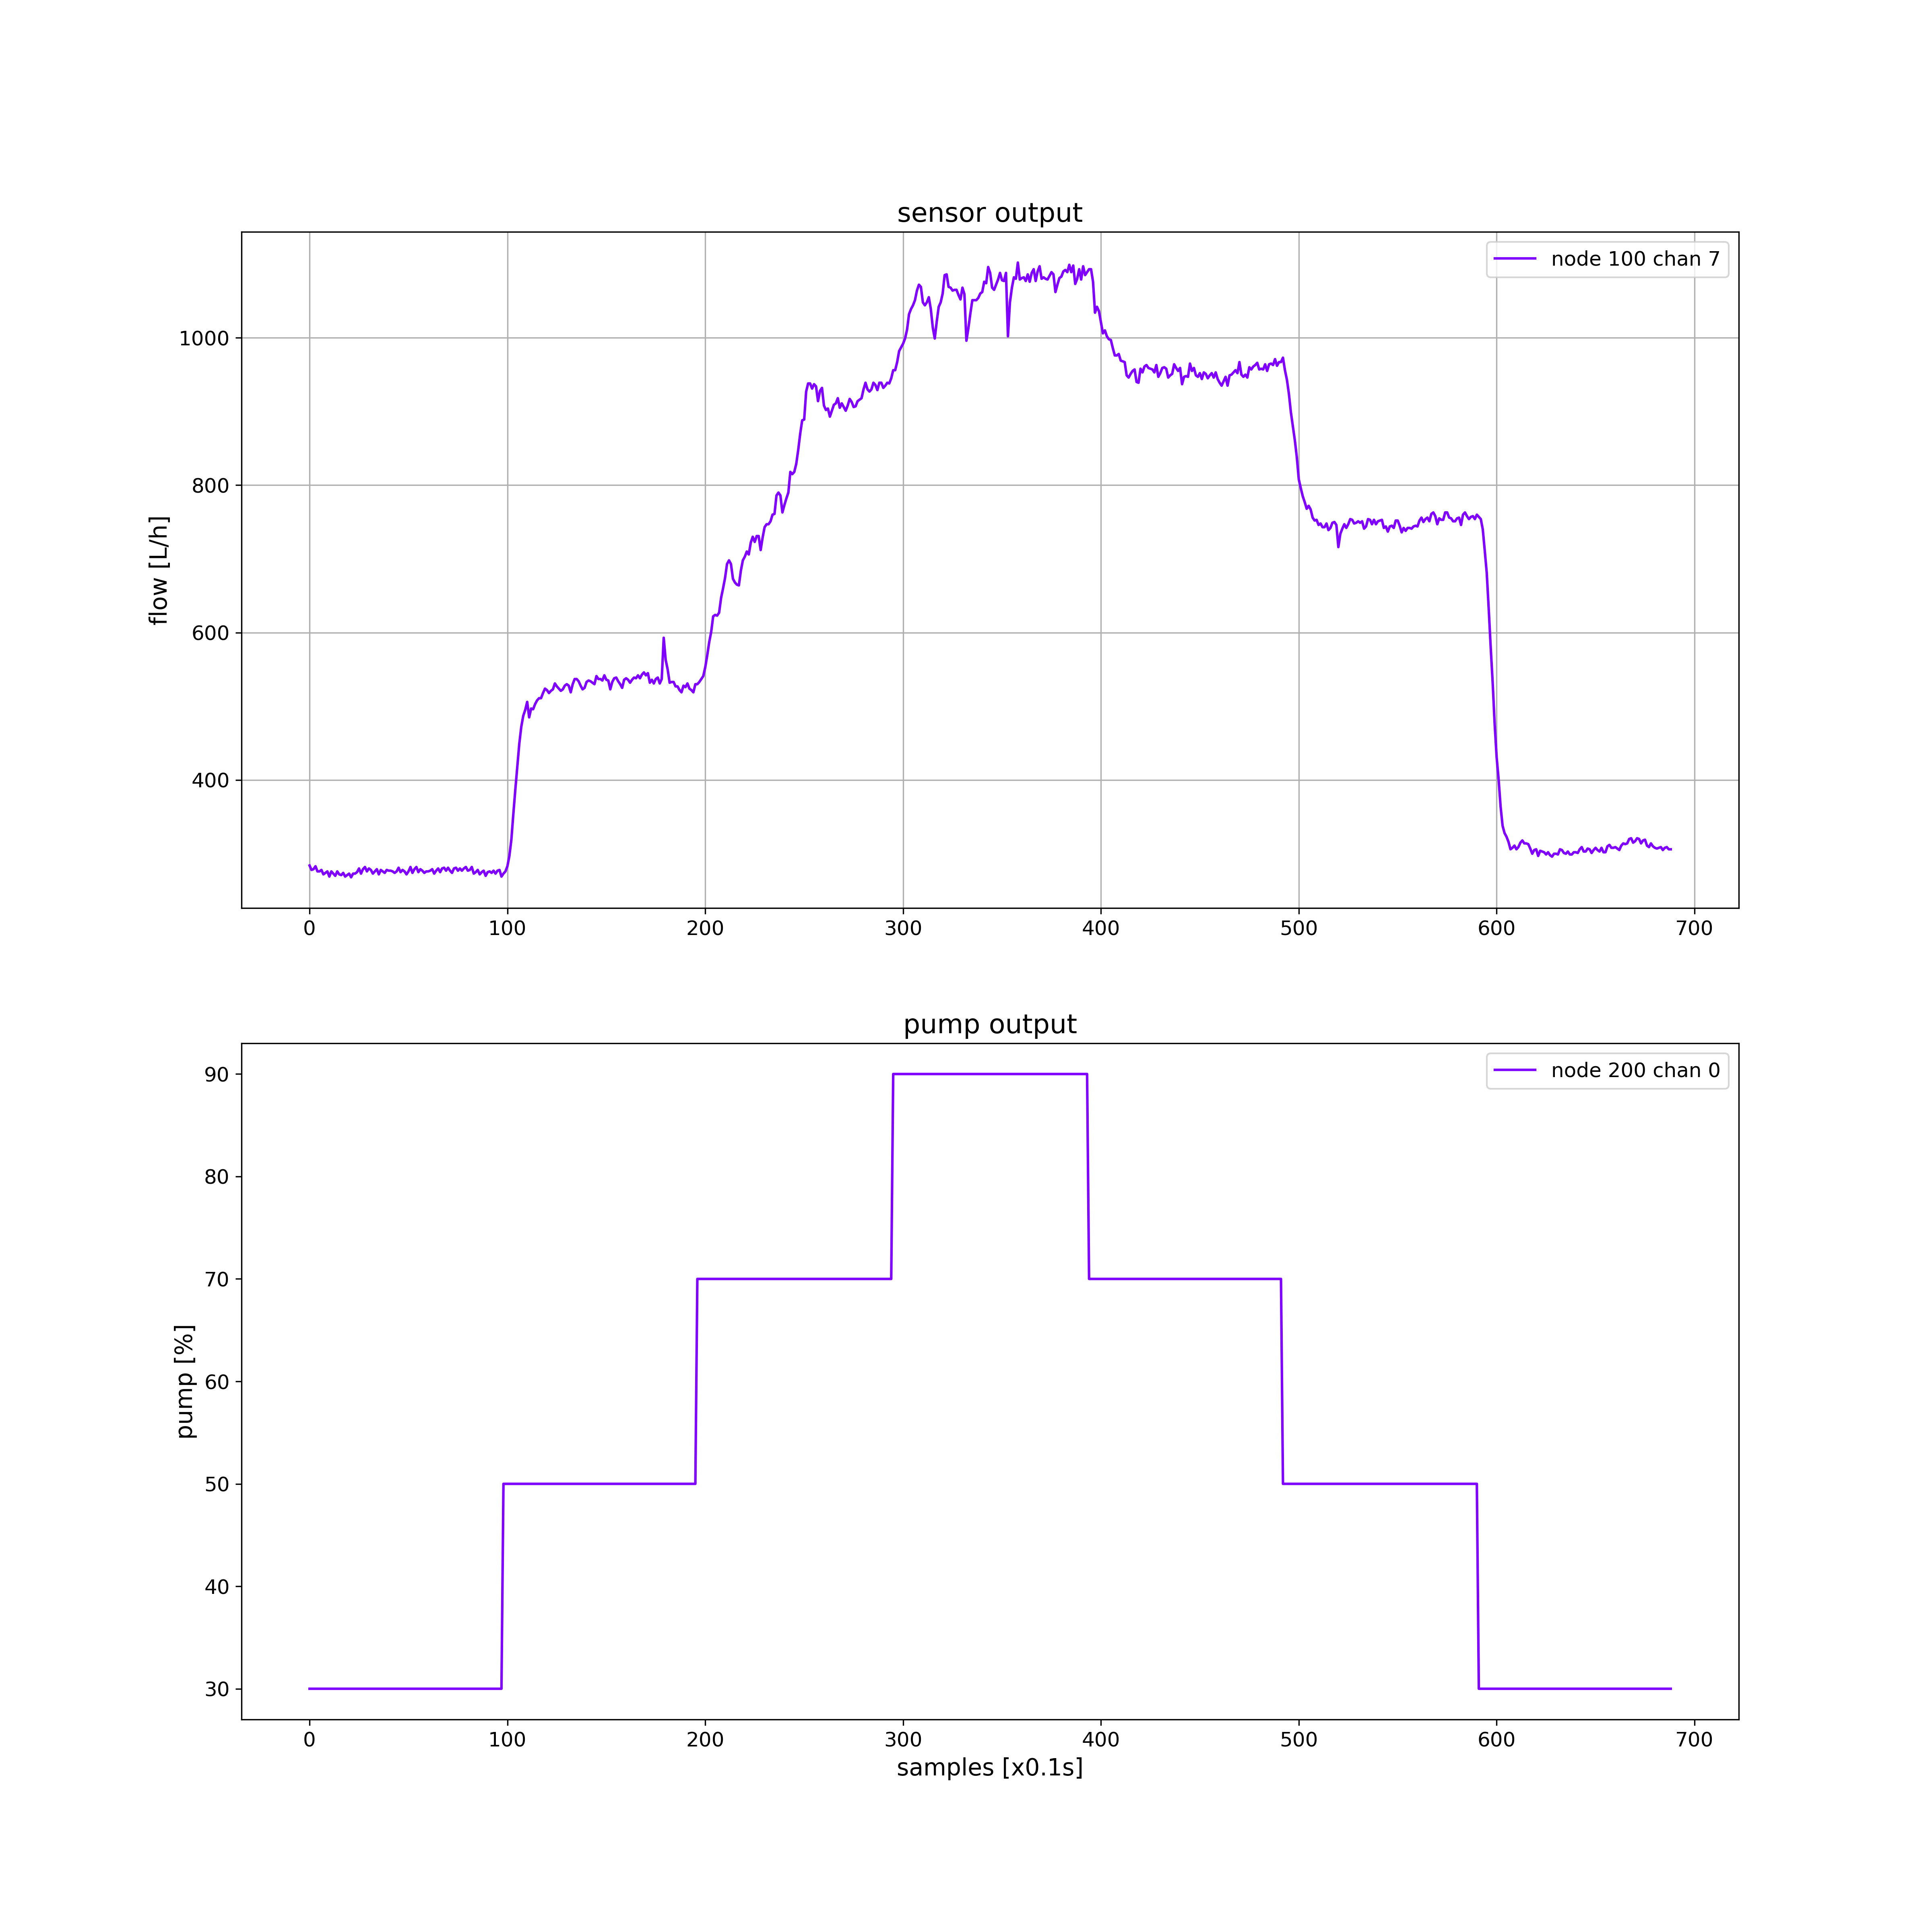 sensor output
node 100 chan 7
flow [L/h]
1000
800
600
400
0 100 200 300 400 500 600 700
pump output
node 200 chan 0
pump [%]
90
80
70
60
50
40
30
0 100 200 300 400 500 600 700
samples [x0.1s]